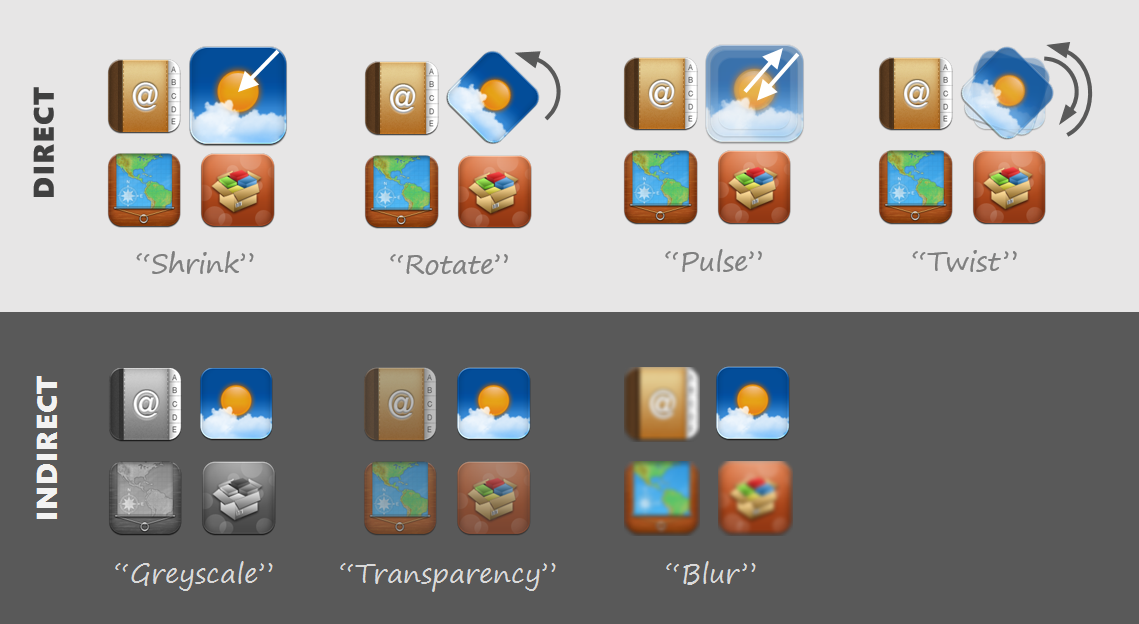 DIRECT
“Shrink”
“Rotate”
“Pulse”
“Twist”
INDIRECT
“Greyscale”
“Transparency”
“Blur”
@
A
B
C
D
E
@
A
B
C
D
E
@
A
B
C
D
E
@
A
B
C
D
E
@
A
B
C
D
E
@
A
B
C
D
E
@